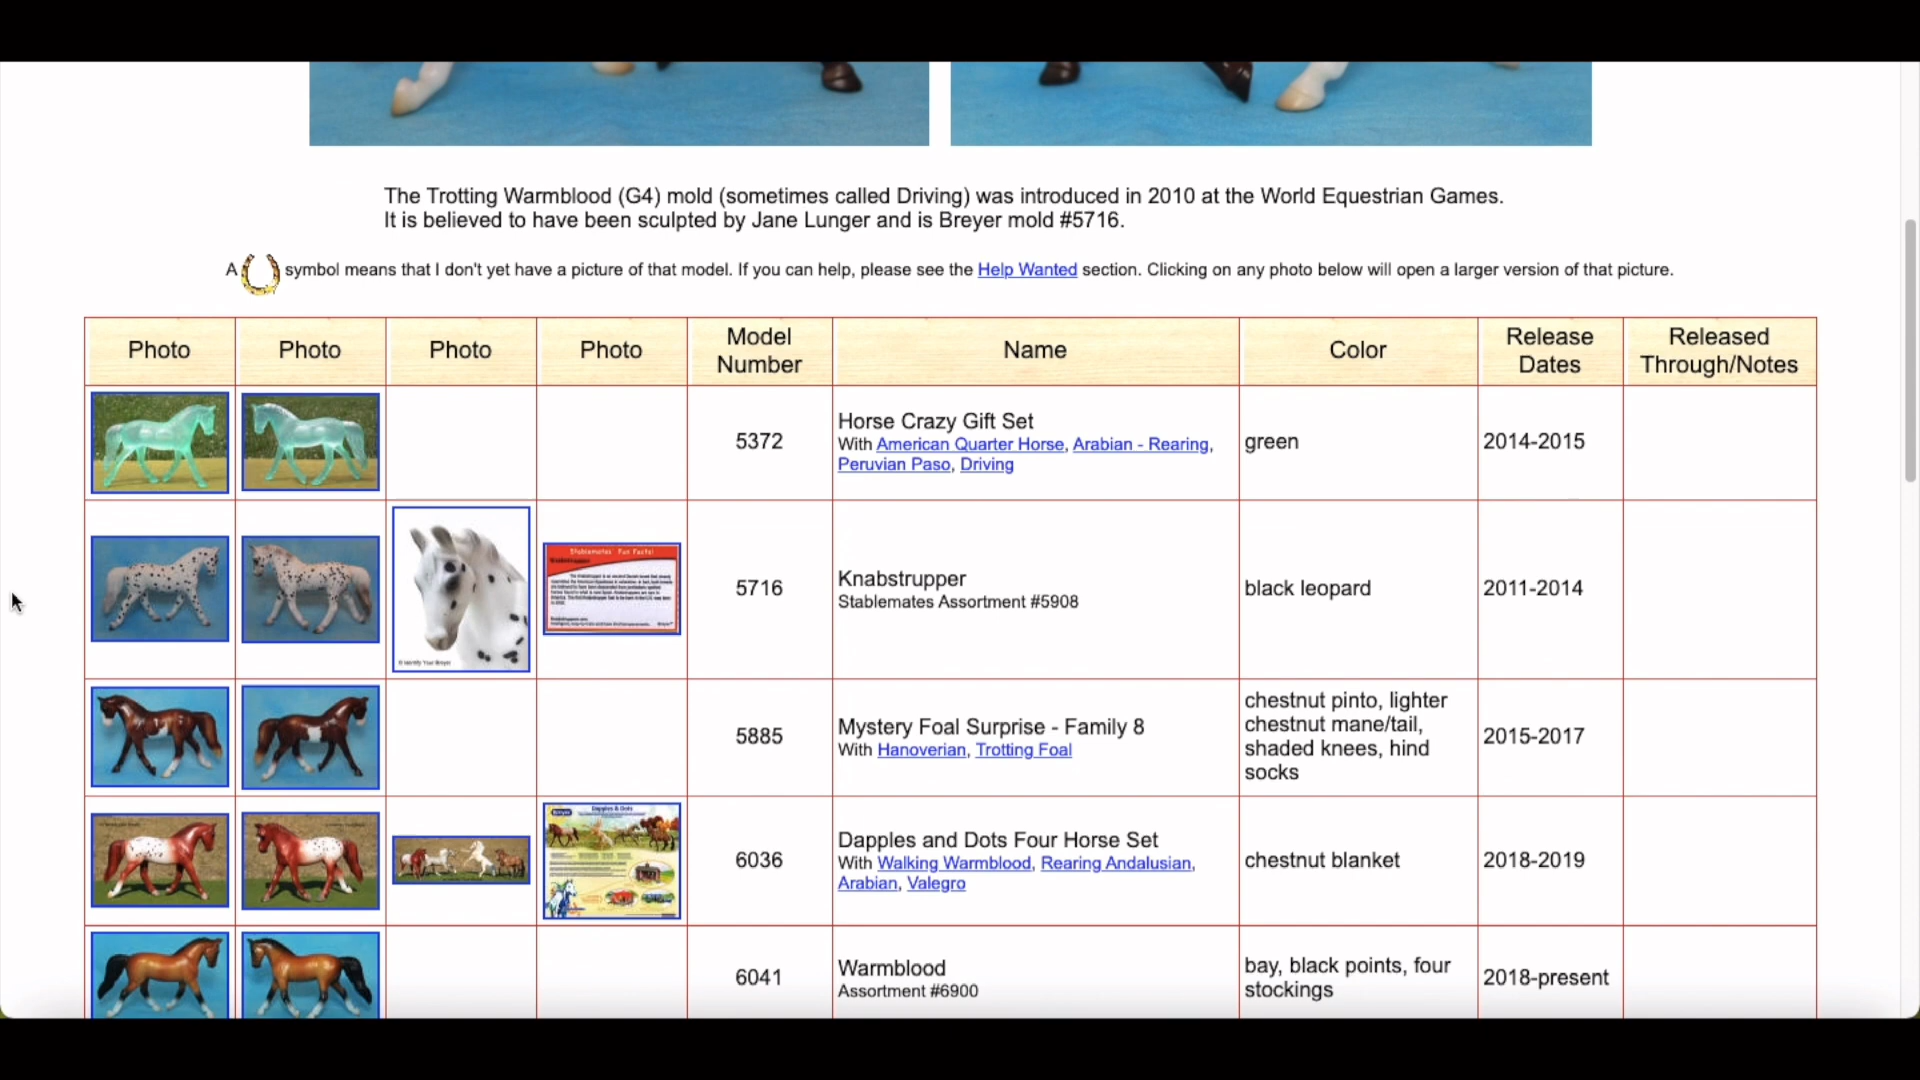 The Trotting Warmblood (G4) mold (sometimes called Driving) was introduced in 2010 at the World Equestrian Games.
It is believed to have been sculpted by Jane Lunger and is Breyer mold #5716.
A symbol means that I don't yet have a picture of that model. If you can help, please see the Help Wanted section. Clicking on any photo below will open a larger version of that picture.
Photo Photo Photo Photo Model Number Name Color Release Dates Released Through/Notes
5372
Horse Crazy Gift Set
With American Quarter Horse, Arabian - Rearing,
Peruvian Paso, Driving
green
2014-2015
© Identify Your Breyer
Stablemates Fun Facts!
5716
Knabstrupper
Stablemates Assortment #5908
black leopard
2011-2014
5885
Mystery Foal Surprise - Family 8
With Hanoverian, Trotting Foal
chestnut pinto, lighter
chestnut mane/tail,
shaded knees, hind
socks
2015-2017
Dapples & Dots
6036
Dapples and Dots Four Horse Set
With Walking Warmblood, Rearing Andalusian,
Arabian, Valegro
chestnut blanket
2018-2019
6041
Warmblood
Assortment #6900
bay, black points, four
stockings
2018-present